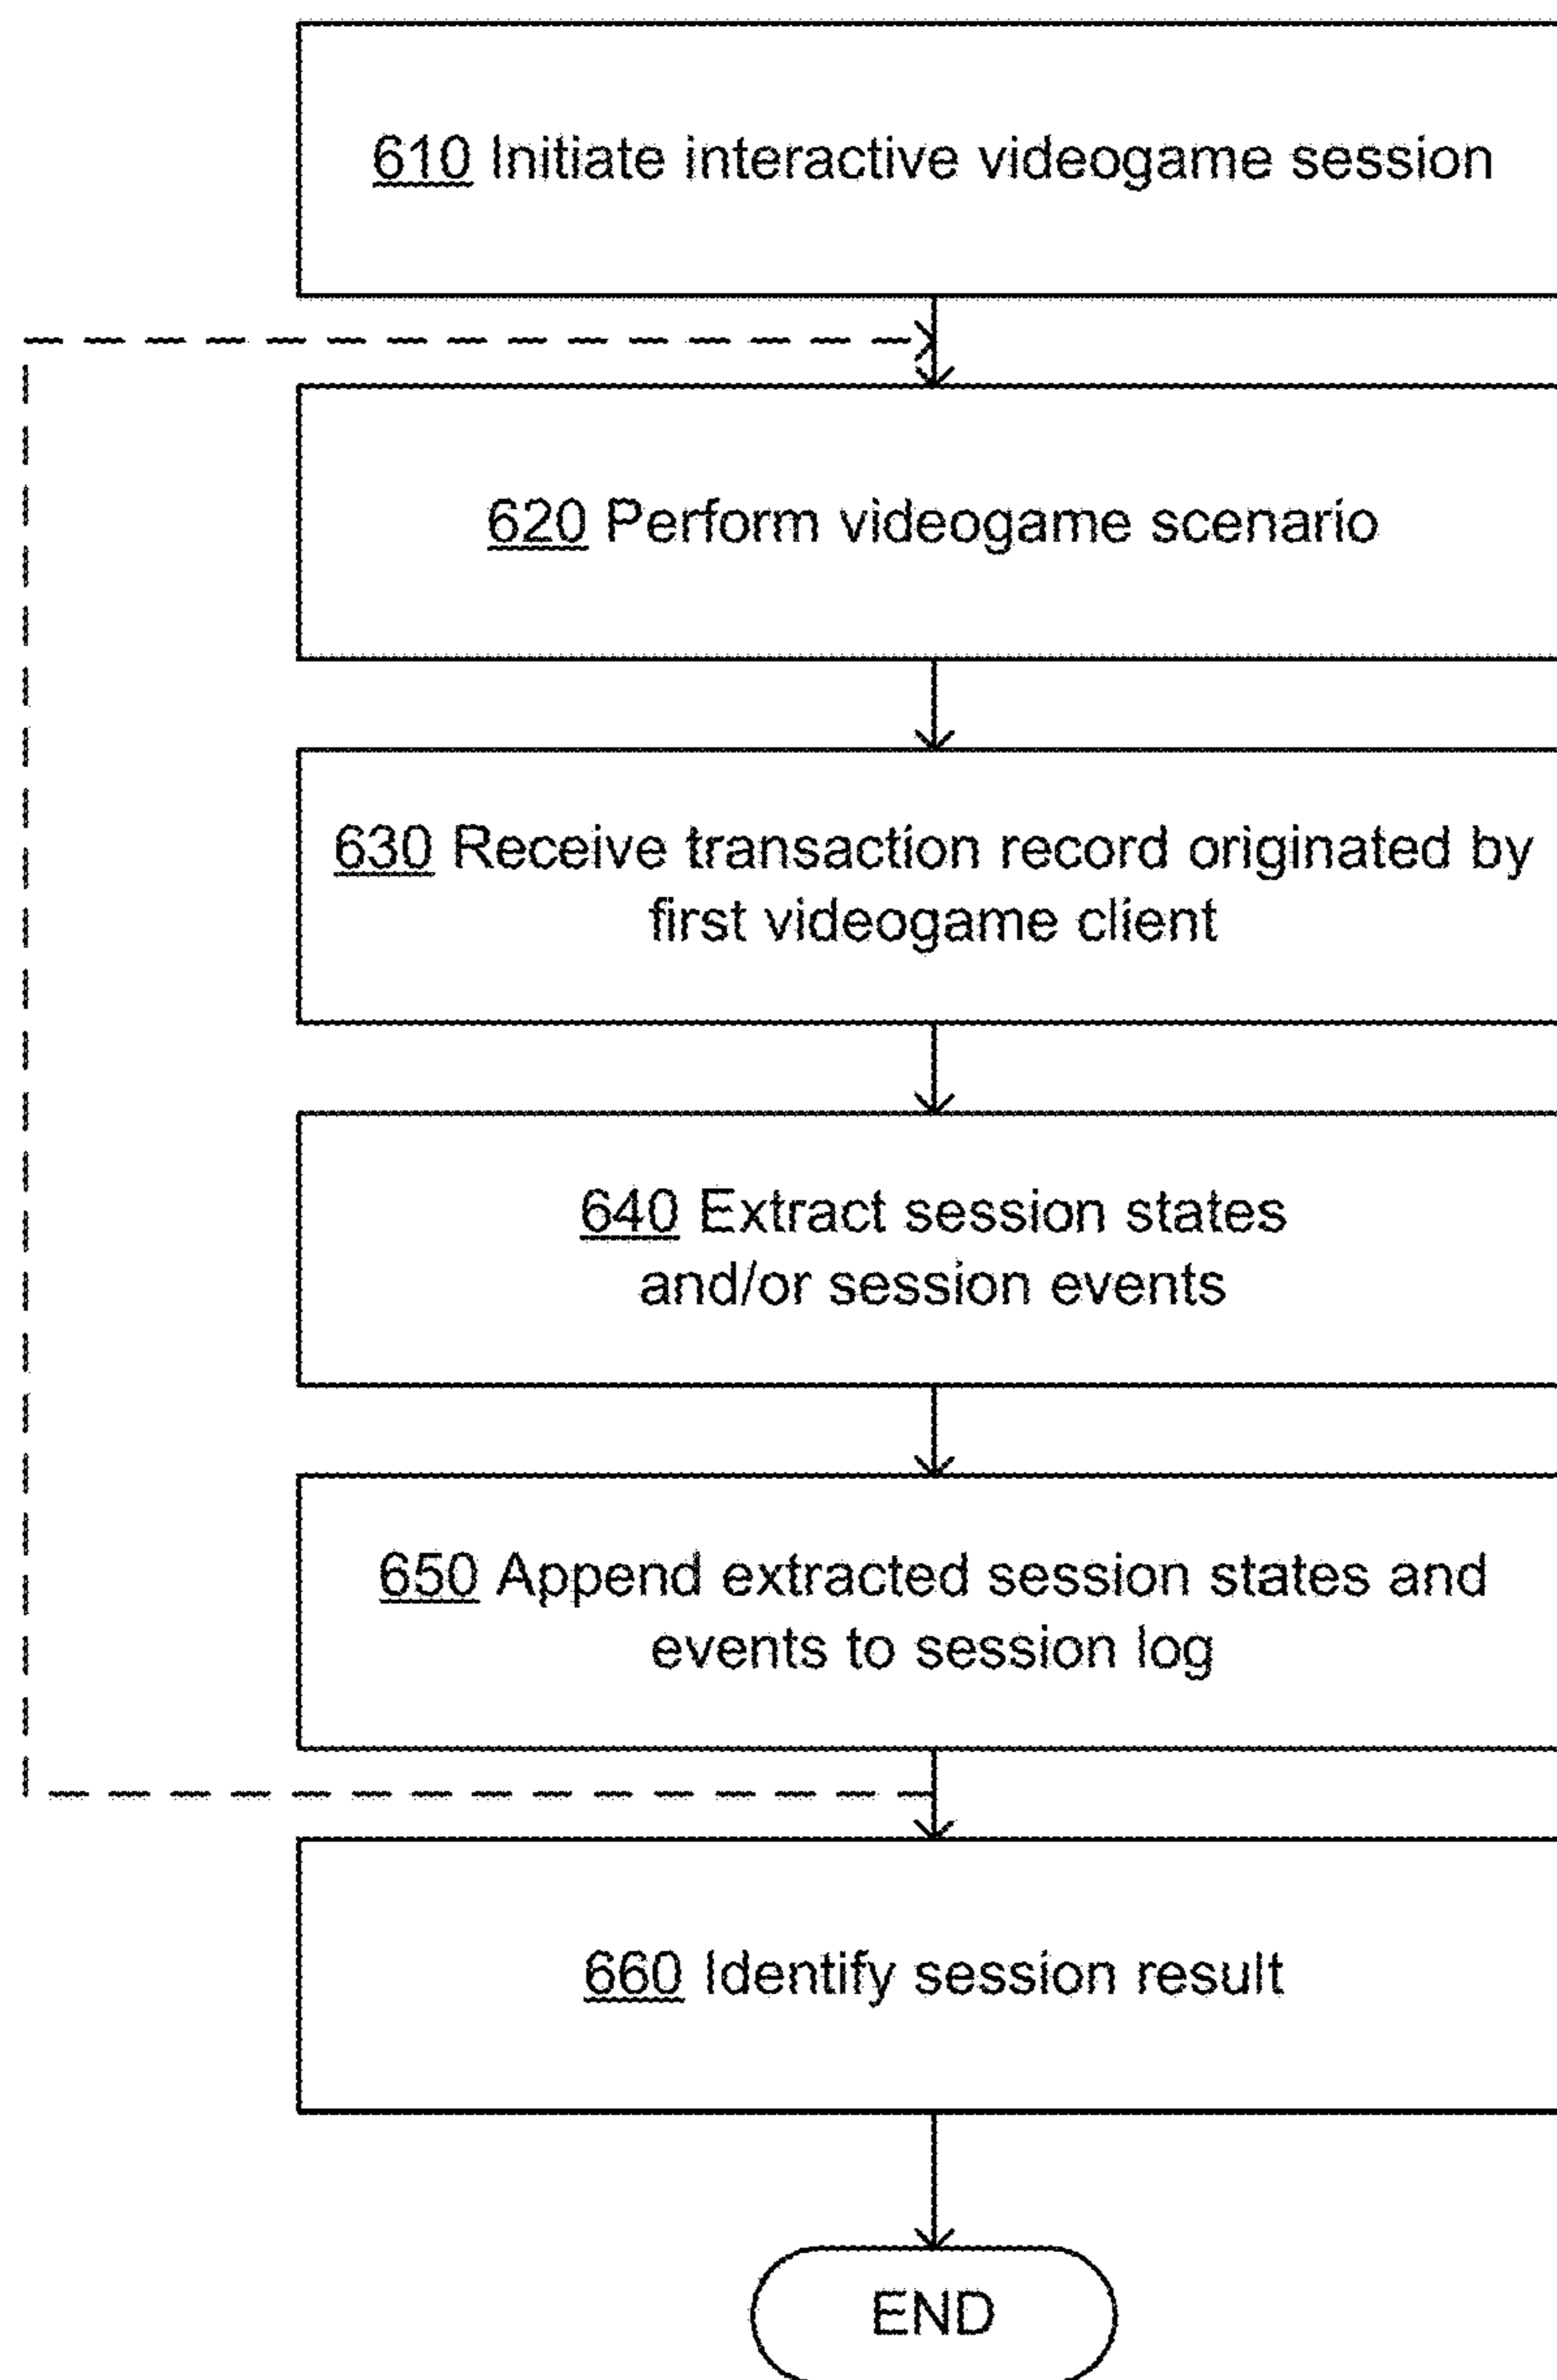 610 Initiate interactive videogame session
620 Perform videogame scenario
630 Receive transaction record originated by
first videogame client
640 Extract session states
and/or session events
650 Append extracted session states and
events to session log
660 Identify session result
END